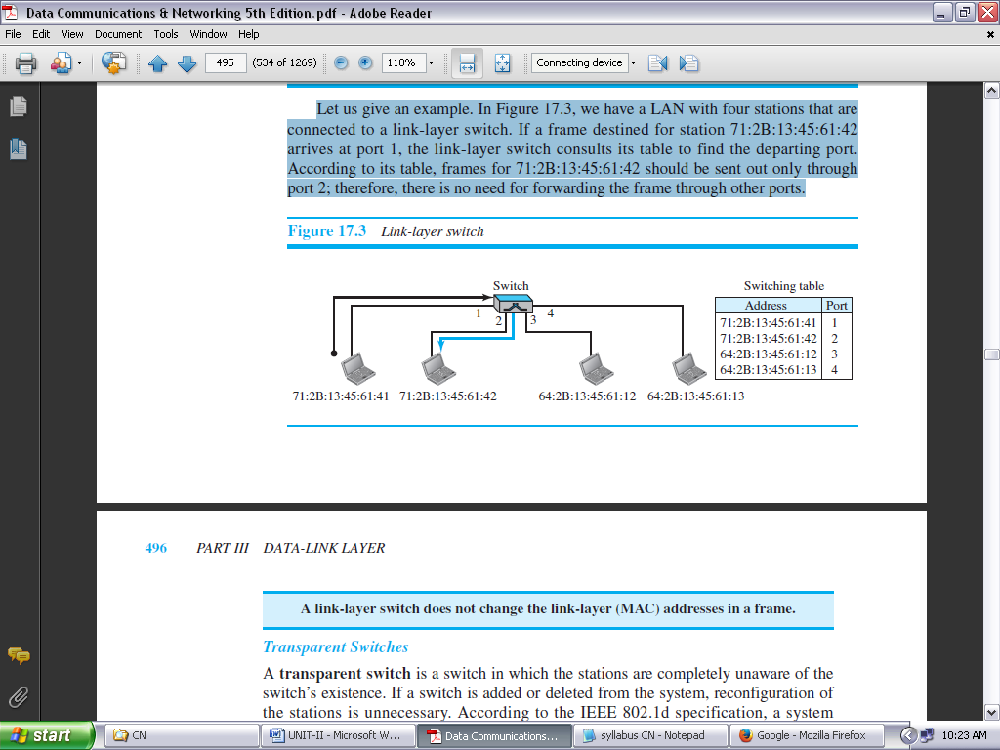 Data Communications & Networking 5th Edition.pdf - Adobe Reader
File Edit View Document Tools Window Help
495 (534 of 1269) 110% Connecting device
Let us give an example. In Figure 17.3, we have a LAN with four stations that are
connected to a link-layer switch. If a frame destined for station 71:2B:13:45:61:42
arrives at port 1, the link-layer switch consults its table to find the departing port.
According to its table, frames for 71:2B:13:45:61:42 should be sent out only through
port 2; therefore, there is no need for forwarding the frame through other ports.
Figure 17.3 Link-layer switch
Switch
1
2
3
4
Switching table
Address Port
71:2B:13:45:61:41 1
71:2B:13:45:61:42 2
64:2B:13:45:61:12 3
64:2B:13:45:61:13 4
71:2B:13:45:61:41 71:2B:13:45:61:42 64:2B:13:45:61:12 64:2B:13:45:61:13
496 PART III DATA-LINK LAYER
A link-layer switch does not change the link-layer (MAC) addresses in a frame.
Transparent Switches
A transparent switch is a switch in which the stations are completely unaware of the
switch's existence. If a switch is added or deleted from the system, reconfiguration of
the stations is unnecessary. According to the IEEE 802.1d specification, a system
start CN UNIT-II - Microsoft W... Data Communications... syllabus CN - Notepad Google - Mozilla Firefox 10:23 AM